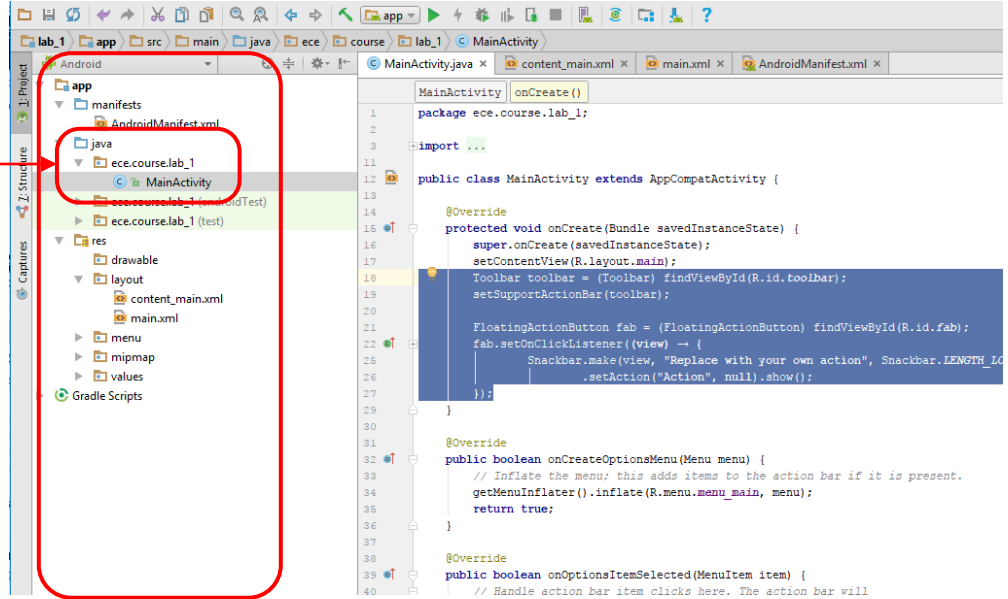 app
lab_1 app src main java ece course lab_1 MainActivity
1: Project
7: Structure
Captures
Android
app
manifests
AndroidManifest.xml
java
ece.course.lab_1
MainActivity
ece.course.lab_1 (androidTest)
ece.course.lab_1 (test)
res
drawable
layout
content_main.xml
main.xml
menu
mipmap
values
Gradle Scripts
MainActivity.java × content_main.xml × main.xml × AndroidManifest.xml ×
MainActivity onCreate()
1 package ece.course.lab_1;
2
3 import ...
11
12 public class MainActivity extends AppCompatActivity {
13
14 @Override
15 protected void onCreate(Bundle savedInstanceState) {
16 super.onCreate(savedInstanceState);
17 setContentView(R.layout.main);
18 Toolbar toolbar = (Toolbar) findViewById(R.id.toolbar);
19 setSupportActionBar(toolbar);
20
21 FloatingActionButton fab = (FloatingActionButton) findViewById(R.id.fab);
22 fab.setOnClickListener((view) → {
25 Snackbar.make(view, "Replace with your own action", Snackbar.LENGTH_LO
26 .setAction("Action", null).show();
27 });
29 }
30
31 @Override
32 public boolean onCreateOptionsMenu(Menu menu) {
33 // Inflate the menu; this adds items to the action bar if it is present.
34 getMenuInflater().inflate(R.menu.menu_main, menu);
35 return true;
36 }
37
38 @Override
39 public boolean onOptionsItemSelected(MenuItem item) {
40 // Handle action bar item clicks here. The action bar will